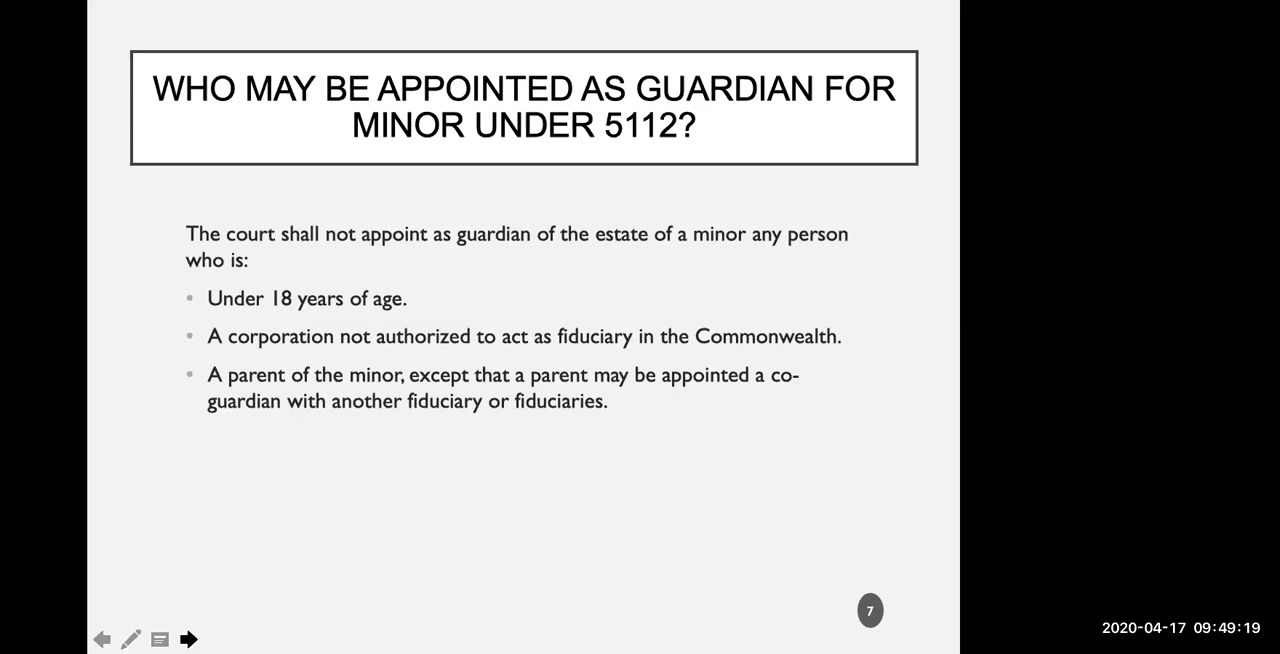 WHO MAY BE APPOINTED AS GUARDIAN FOR
MINOR UNDER 5112?
The court shall not appoint as guardian of the estate of a minor any person
who is:
• Under 18 years of age.
• A corporation not authorized to act as fiduciary in the Commonwealth.
• A parent of the minor, except that a parent may be appointed a co-
guardian with another fiduciary or fiduciaries.
7
2020-04-17 09:49:19